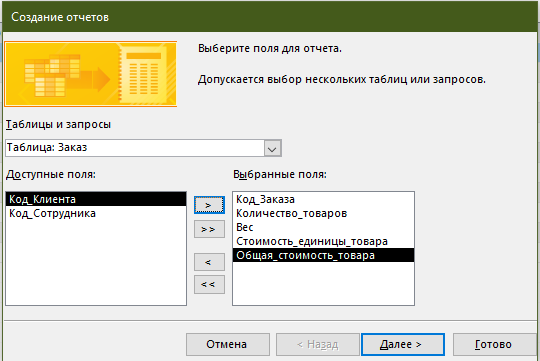 Создание отчетов
Выберите поля для отчета.
Допускается выбор нескольких таблиц или запросов.
Таблицы и запросы
Таблица: Заказ
Доступные поля:
Выбранные поля:
Код_Клиента
Код_Сотрудника
>
>>
<
<<
Код_Заказа
Количество_товаров
Вес
Стоимость_единицы_товара
Общая_стоимость_товара
Отмена
< Назад
Далее >
Готово